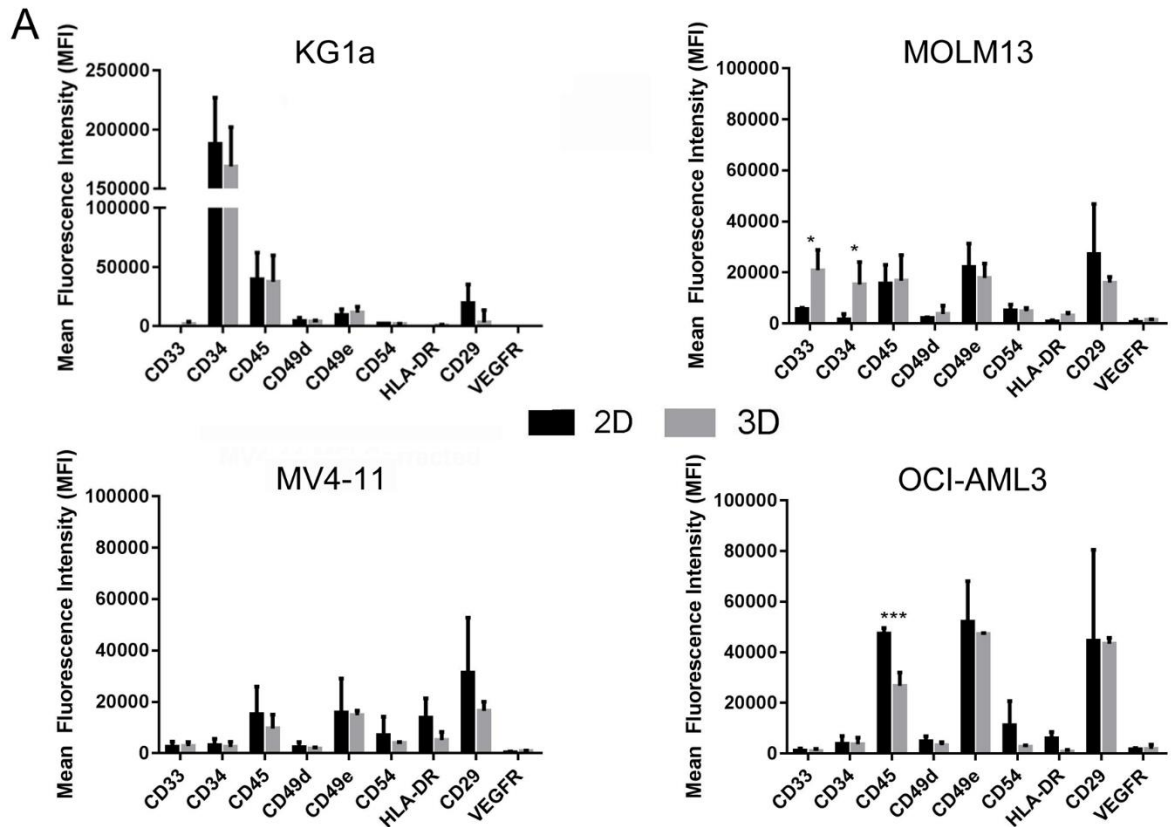 A
KG1a
Mean Fluorescence Intensity (MFI)
250000
200000
150000
100000
50000
0
CD33
CD34
CD45
CD49d
CD49e
CD54
HLA-DR
CD29
VEGFR
MOLM13
Mean Fluorescence Intensity (MFI)
100000
80000
60000
40000
20000
0
*
*
CD33
CD34
CD45
CD49d
CD49e
CD54
HLA-DR
CD29
VEGFR
2D 3D
MV4-11
Mean Fluorescence Intensity (MFI)
100000
80000
60000
40000
20000
0
CD33
CD34
CD45
CD49d
CD49e
CD54
HLA-DR
CD29
VEGFR
OCI-AML3
Mean Fluorescence Intensity (MFI)
100000
80000
60000
40000
20000
0
***
CD33
CD34
CD45
CD49d
CD49e
CD54
HLA-DR
CD29
VEGFR